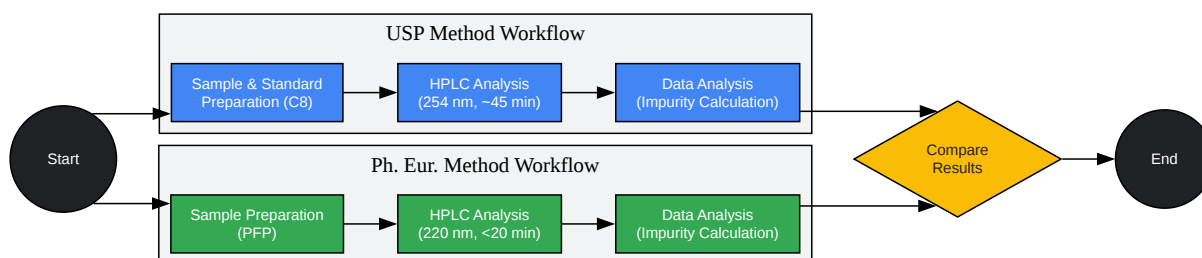 USP Method Workflow
Sample & Standard
Preparation (C8)
HPLC Analysis
(254 nm, ~45 min)
Data Analysis
(Impurity Calculation)
Start
Compare
Results
End
Ph. Eur. Method Workflow
Sample Preparation
(PFP)
HPLC Analysis
(220 nm, <20 min)
Data Analysis
(Impurity Calculation)